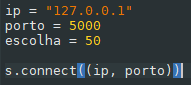 ip = "127.0.0.1"
porto = 5000
escolha = 50
s.connect((ip, porto))